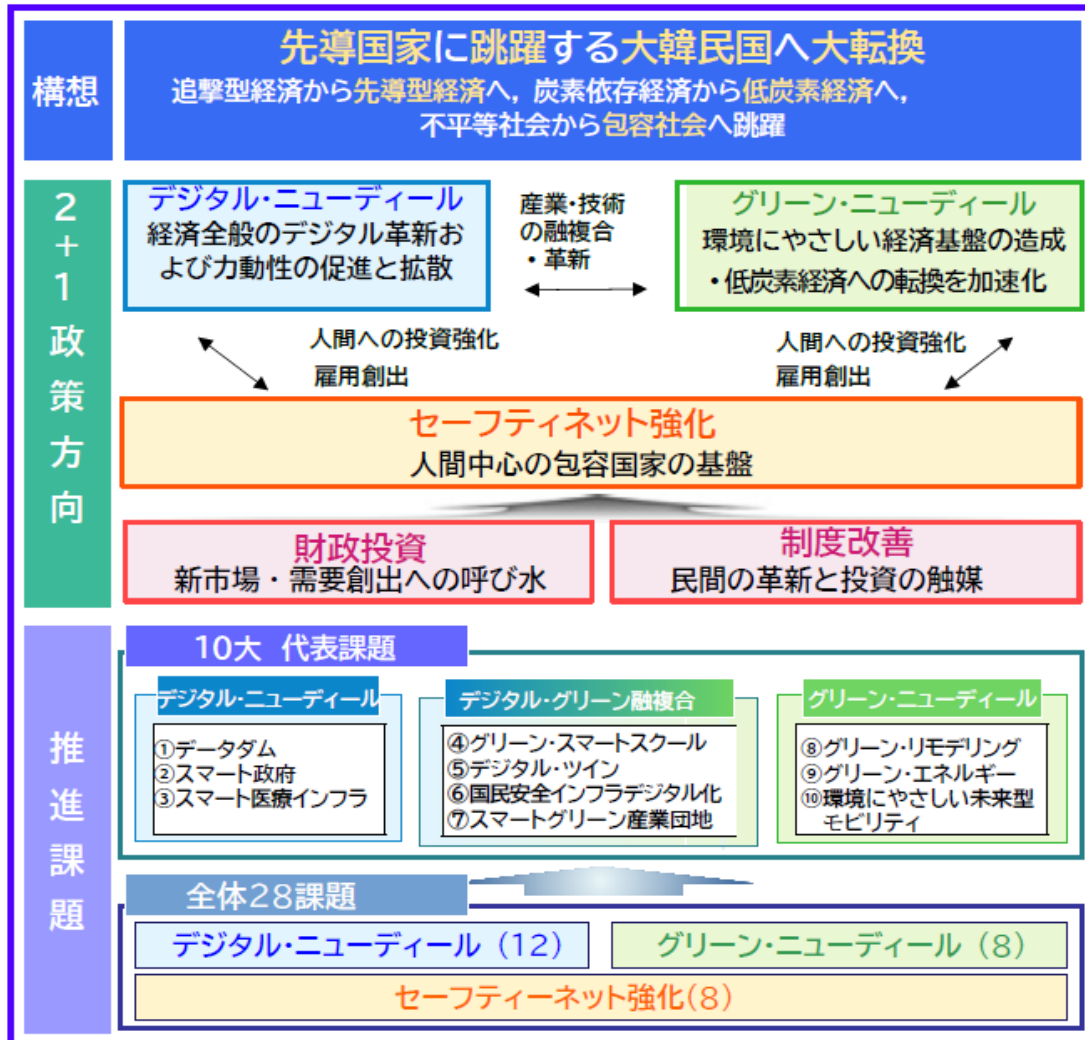 構想
先導国家に跳躍する大韓民国へ大転換
追撃型経済から先導型経済へ, 炭素依存経済から低炭素経済へ,
不平等社会から包容社会へ跳躍
2+1政策方向
デジタル・ニューディール
経済全般のデジタル革新お
よび力動性の促進と拡散
産業・技術
の融複合
・革新
グリーン・ニューディール
環境にやさしい経済基盤の造成
・低炭素経済への転換を加速化
人間への投資強化
雇用創出
人間への投資強化
雇用創出
セーフティネット強化
人間中心の包容国家の基盤
財政投資
新市場・需要創出への呼び水
制度改善
民間の革新と投資の触媒
推進課題
10大 代表課題
デジタル・ニューディール
①データダム
②スマート政府
③スマート医療インフラ
デジタル・グリーン融複合
④グリーン・スマートスクール
⑤デジタル・ツイン
⑥国民安全インフラデジタル化
⑦スマートグリーン産業団地
グリーン・ニューディール
⑧グリーン・リモデリング
⑨グリーン・エネルギー
⑩環境にやさしい未来型
モビリティ
全体28課題
デジタル・ニューディール (12)
グリーン・ニューディール (8)
セーフティーネット強化(8)